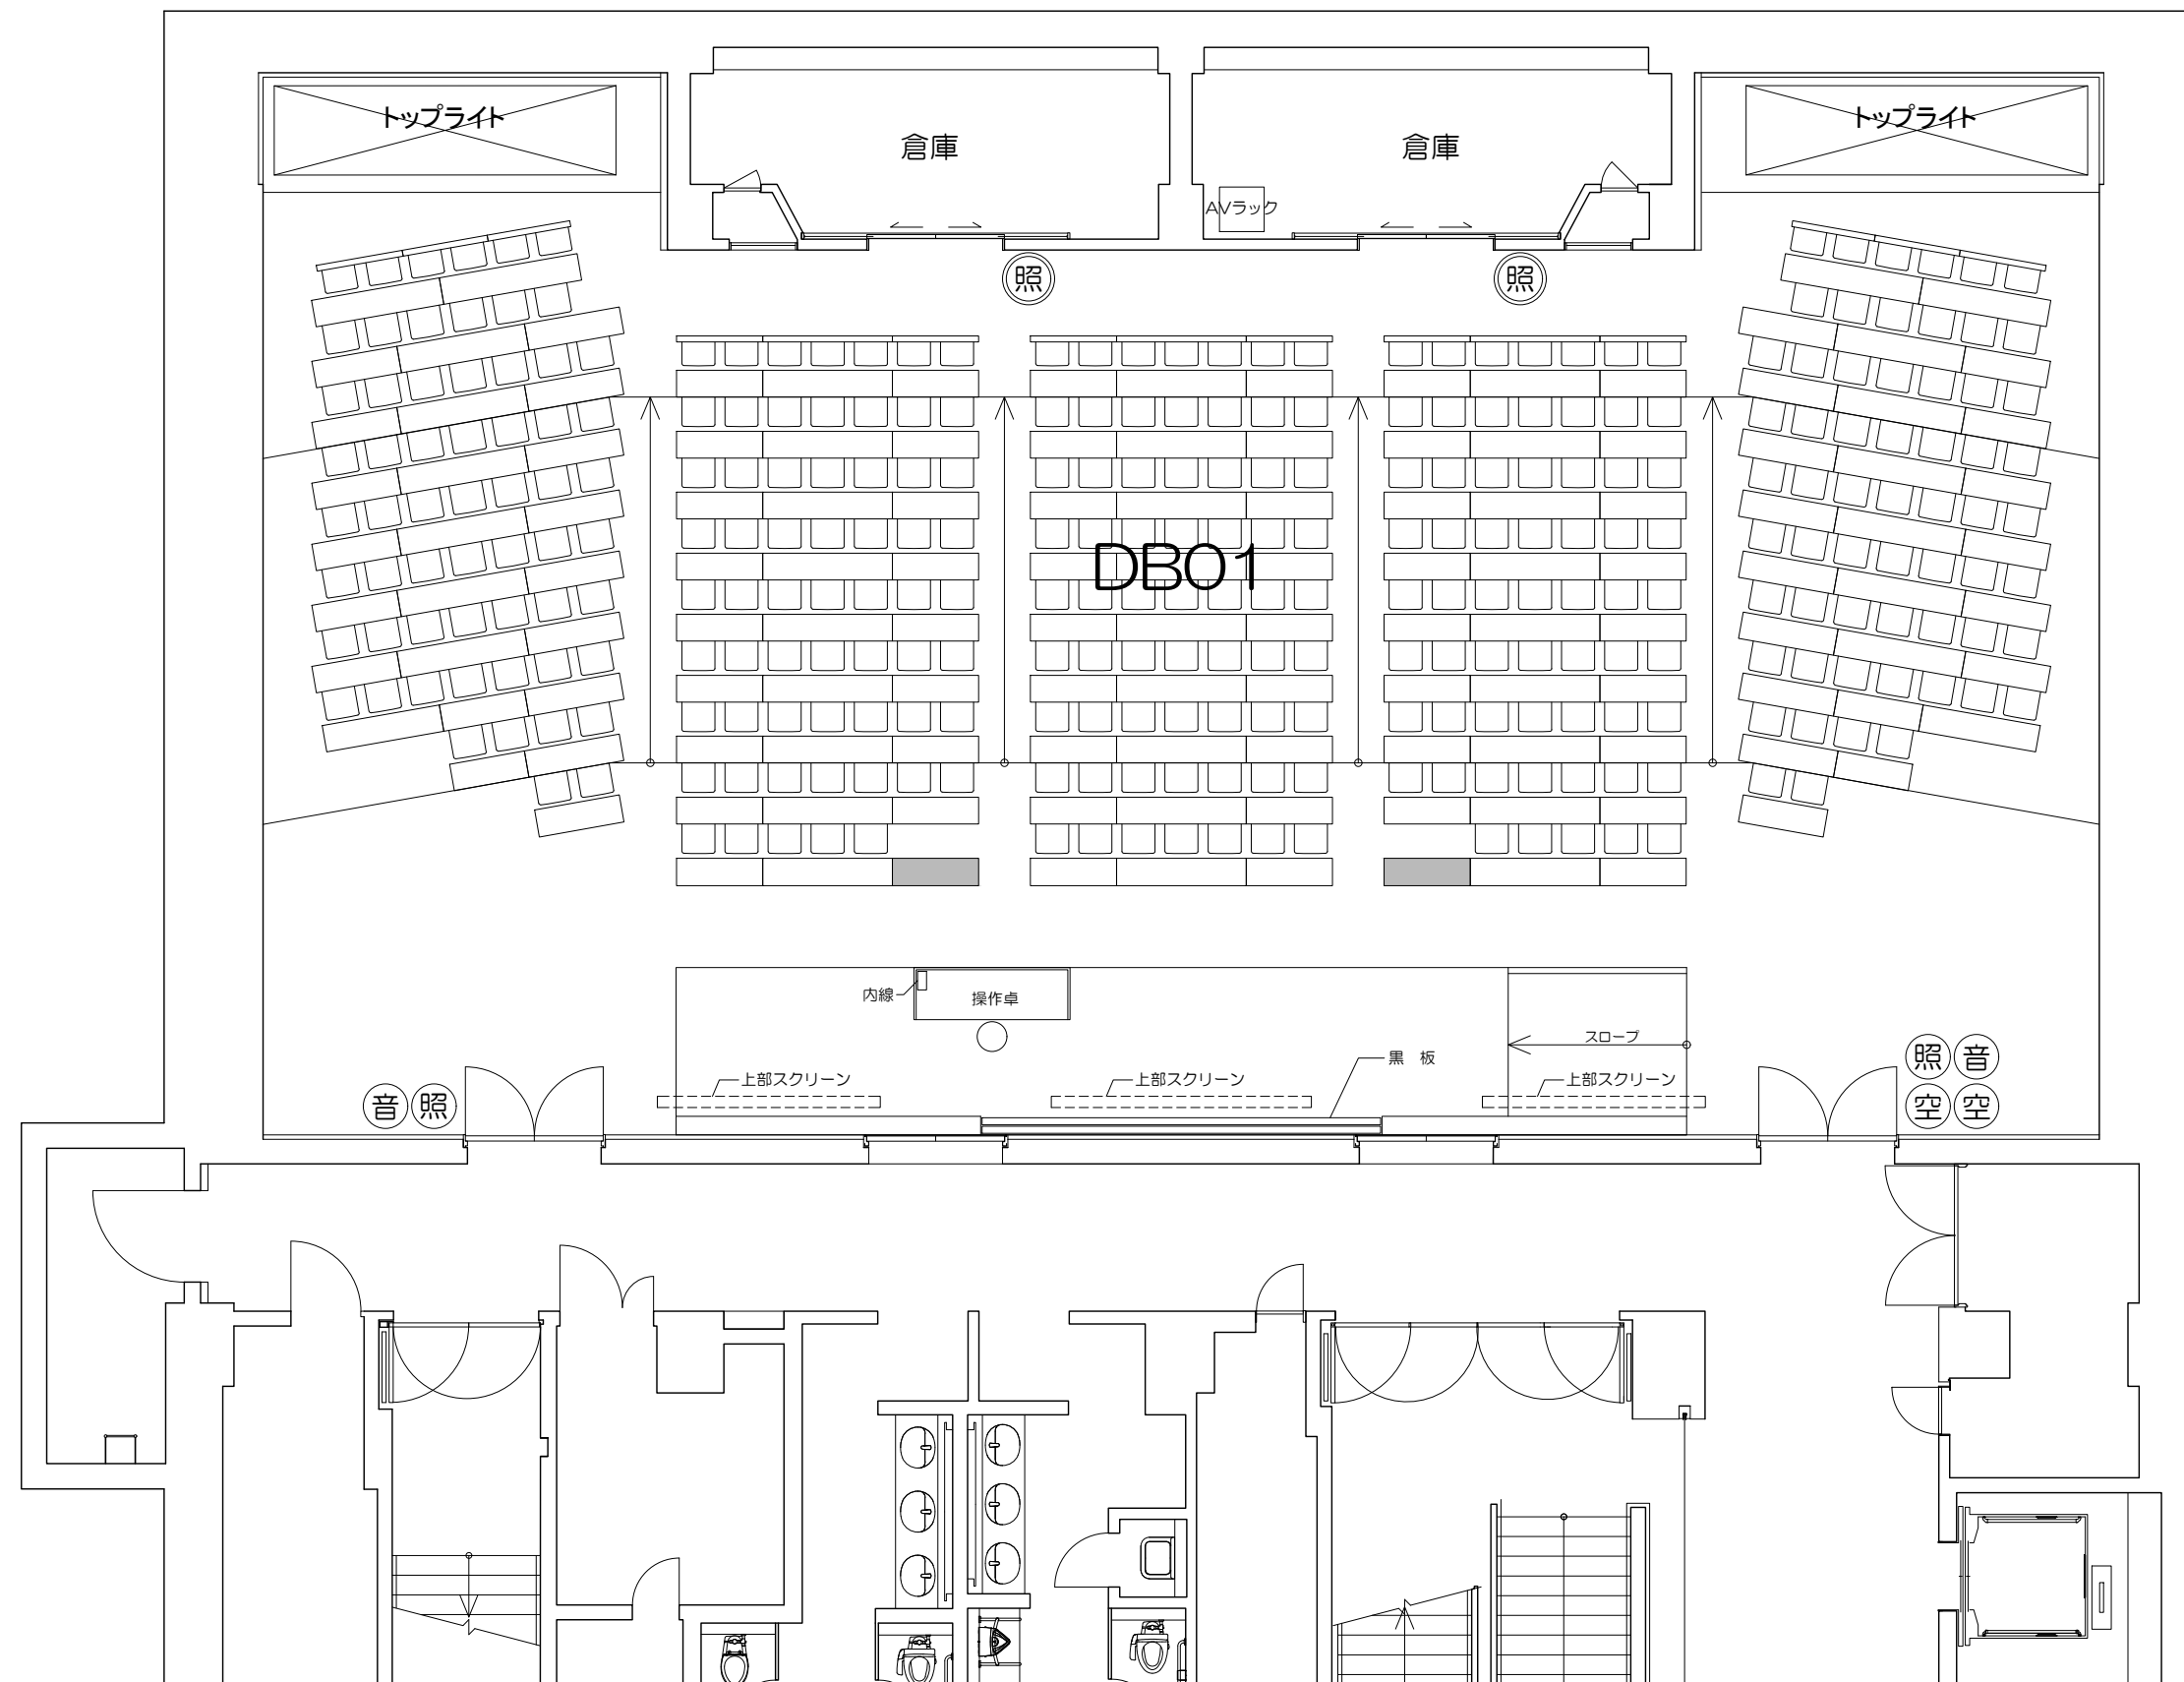 トップライト
倉庫
倉庫
トップライト
AVラック
照
照
DB01
内線
操作卓
スロープ
黒 板
上部スクリーン
上部スクリーン
上部スクリーン
音 照
照 音
空 空